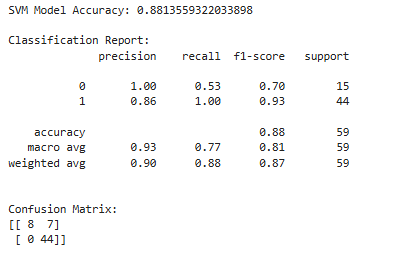 SVM Model Accuracy: 0.8813559322033898
Classification Report:
precision recall f1-score support
0 1.00 0.53 0.70 15
1 0.86 1.00 0.93 44
accuracy 0.88 59
macro avg 0.93 0.77 0.81 59
weighted avg 0.90 0.88 0.87 59
Confusion Matrix:
[[ 8 7]
[ 0 44]]